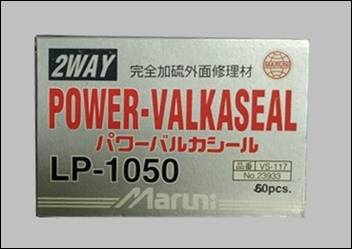 2WAY 完全加硫外面修理材 MARUNI
POWER-VALKASEAL
パワーバルカシール
LP-1050
品番 VS-117
No.23933
Maruni 50pcs.